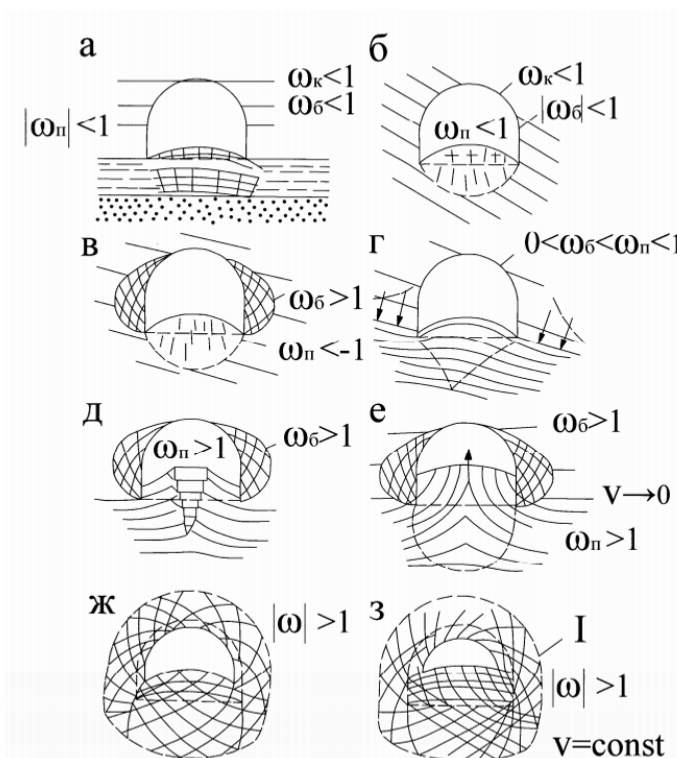 а
ωк<1
ωб<1
|ωп|<1
б
ωк<1
|ωб|<1
ωп<1
в
ωб>1
ωп<-1
г
0<ωб<ωп<1
д
ωп>1
ωб>1
е
ωб>1
v→0
ωп>1
ж
|ω|>1
з
I
|ω|>1
v=const